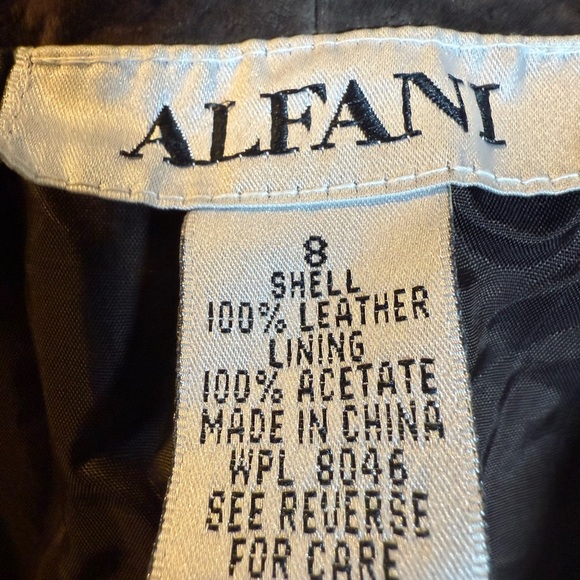 ALFANI
8
SHELL
100% LEATHER
LINING
100% ACETATE
MADE IN CHINA
WPL 8046
SEE REVERSE
FOR CARE